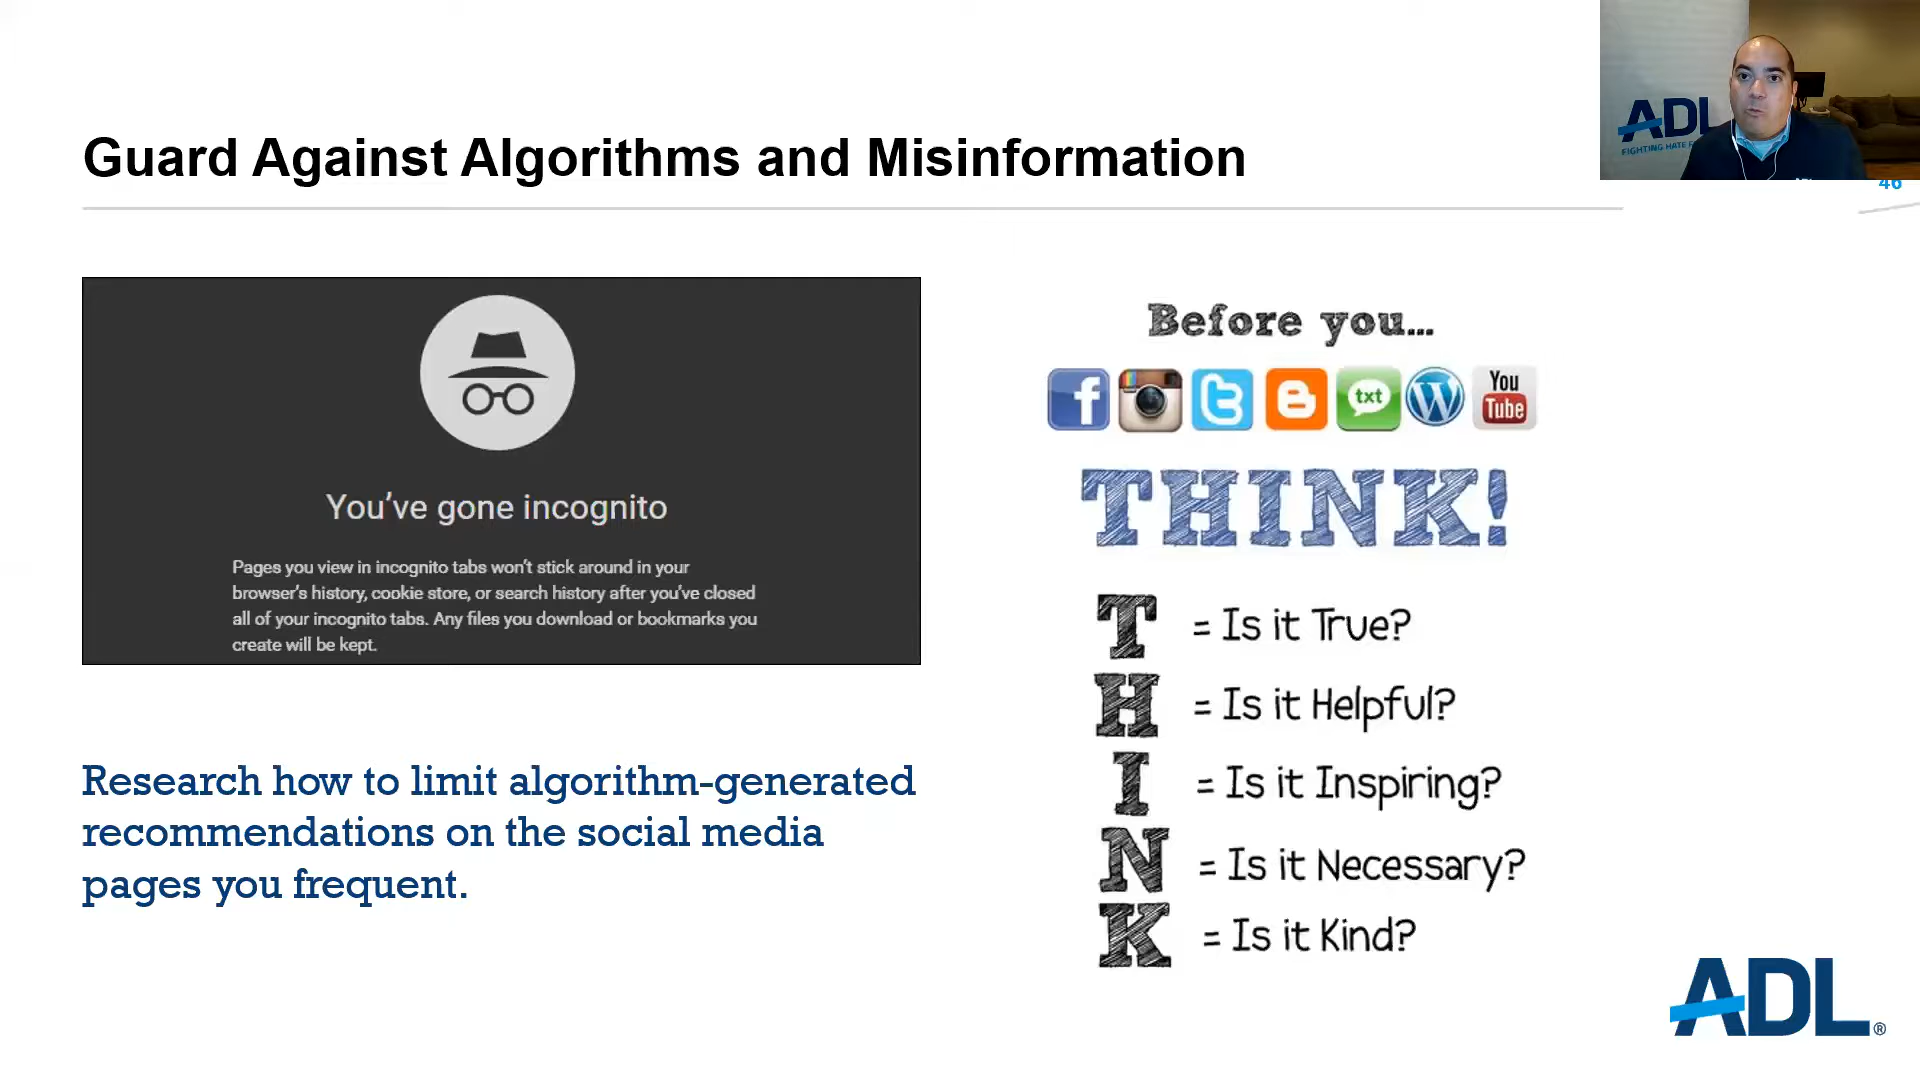 ADL
FIGHTING HATE F
46
Guard Against Algorithms and Misinformation
You've gone incognito
Pages you view in incognito tabs won't stick around in your
browser's history, cookie store, or search history after you've closed
all of your incognito tabs. Any files you download or bookmarks you
create will be kept.
Research how to limit algorithm-generated
recommendations on the social media
pages you frequent.
Before you...
txt
You
Tube
THINK!
T = Is it True?
H = Is it Helpful?
I = Is it Inspiring?
N = Is it Necessary?
K = Is it Kind?
ADL®